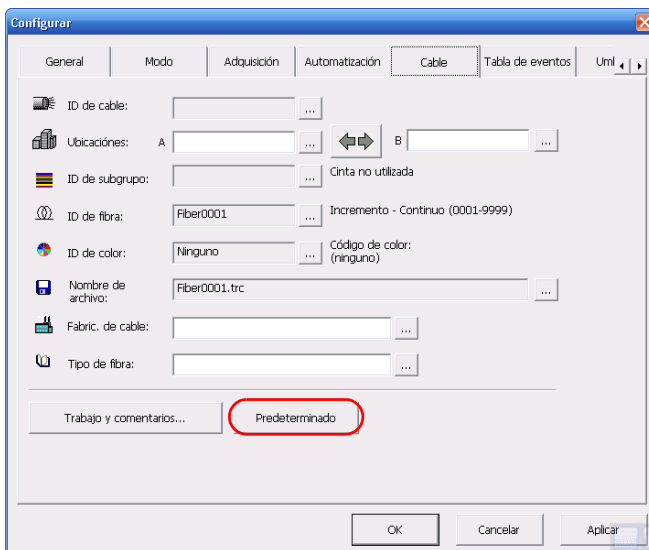 Configurar
General Modo Adquisición Automatización Cable Tabla de eventos Uml
ID de cable: ...
Ubicaciónes: A ... B ...
ID de subgrupo: ... Cinta no utilizada
ID de fibra: Fiber0001 ... Incremento - Continuo (0001-9999)
ID de color: Ninguno ... Código de color:
(ninguno)
Nombre de
archivo: Fiber0001.trc ...
Fabric. de cable: ...
Tipo de fibra: ...
Trabajo y comentarios... Predeterminado
OK Cancelar Aplicar